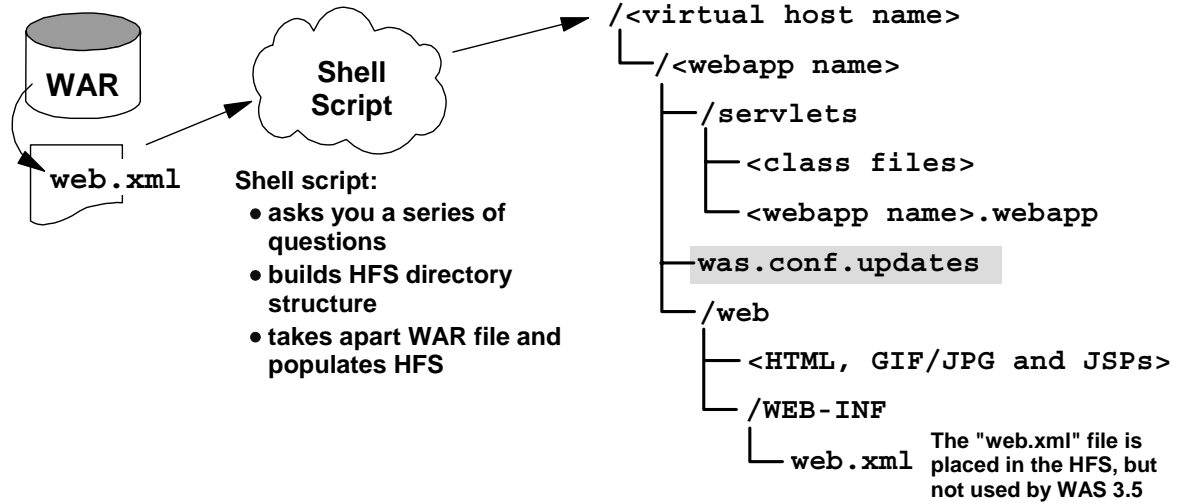 WAR
web.xml
Shell
Script
Shell script:
● asks you a series of
questions
● builds HFS directory
structure
● takes apart WAR file and
populates HFS
/<virtual host name>
/<webapp name>
/servlets
<class files>
<webapp name>.webapp
was.conf.updates
/web
<HTML, GIF/JPG and JSPs>
/WEB-INF
web.xml
The "web.xml" file is
placed in the HFS, but
not used by WAS 3.5